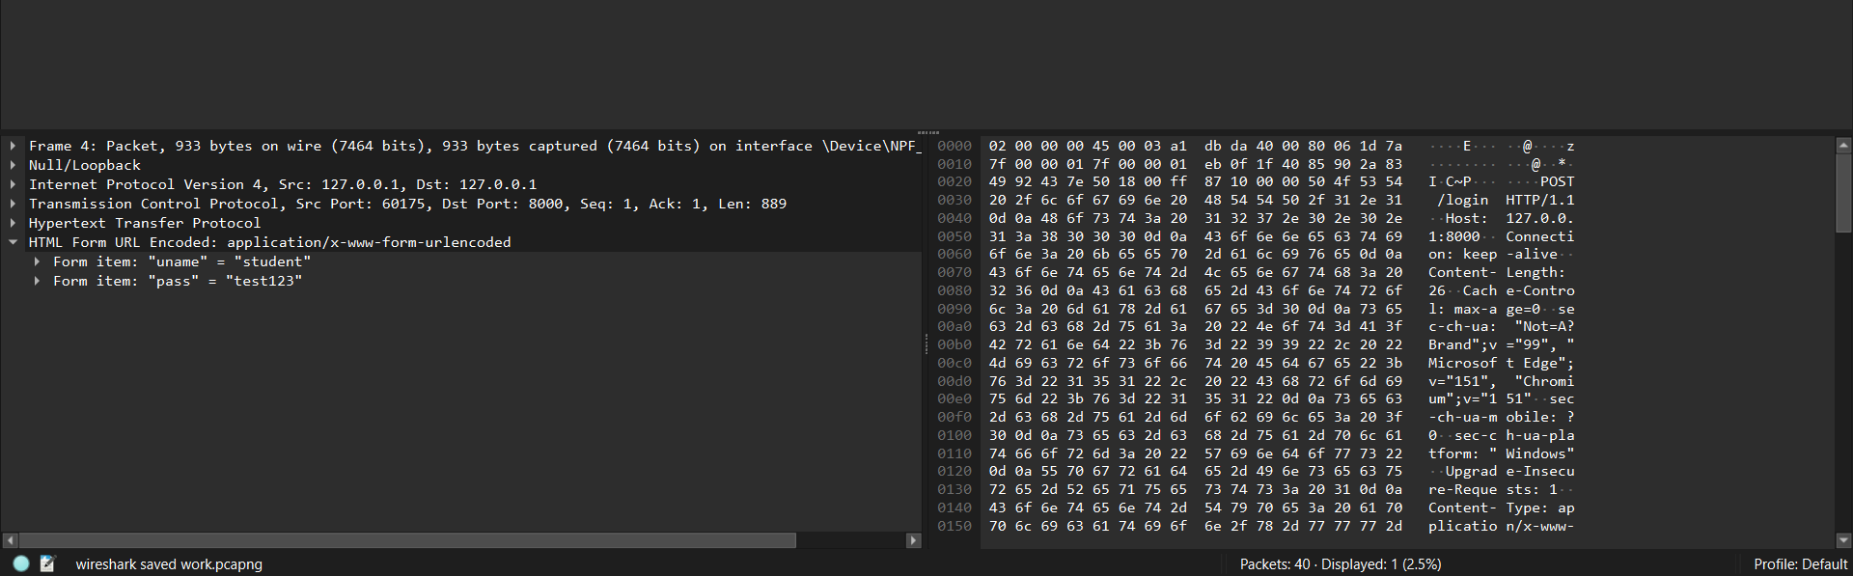 Frame 4: Packet, 933 bytes on wire (7464 bits), 933 bytes captured (7464 bits) on interface \Device\NPF_
Null/Loopback
Internet Protocol Version 4, Src: 127.0.0.1, Dst: 127.0.0.1
Transmission Control Protocol, Src Port: 60175, Dst Port: 8000, Seq: 1, Ack: 1, Len: 889
Hypertext Transfer Protocol
HTML Form URL Encoded: application/x-www-form-urlencoded
Form item: "uname" = "student"
Form item: "pass" = "test123"
0000 02 00 00 00 45 00 03 a1 db da 40 00 80 06 1d 7a ····E··· ··@····z
0010 7f 00 00 01 7f 00 00 01 eb 0f 1f 40 85 90 2a 83 ········ ···@··*·
0020 49 92 43 7e 50 18 00 ff 87 10 00 00 50 4f 53 54 I·C~P··· ····POST
0030 20 2f 6c 6f 67 69 6e 20 48 54 54 50 2f 31 2e 31 /login HTTP/1.1
0040 0d 0a 48 6f 73 74 3a 20 31 32 37 2e 30 2e 30 2e ··Host: 127.0.0.
0050 31 3a 38 30 30 30 0d 0a 43 6f 6e 6e 65 63 74 69 1:8000·· Connecti
0060 6f 6e 3a 20 6b 65 65 70 2d 61 6c 69 76 65 0d 0a on: keep -alive··
0070 43 6f 6e 74 65 6e 74 2d 4c 65 6e 67 74 68 3a 20 Content- Length:
0080 32 36 0d 0a 43 61 63 68 65 2d 43 6f 6e 74 72 6f 26··Cach e-Contro
0090 6c 3a 20 6d 61 78 2d 61 67 65 3d 30 0d 0a 73 65 l: max-a ge=0··se
00a0 63 2d 63 68 2d 75 61 3a 20 22 4e 6f 74 3d 41 3f c-ch-ua: "Not=A?
00b0 42 72 61 6e 64 22 3b 76 3d 22 39 39 22 2c 20 22 Brand";v ="99", "
00c0 4d 69 63 72 6f 73 6f 66 74 20 45 64 67 65 22 3b Microsof t Edge";
00d0 76 3d 22 31 35 31 22 2c 20 22 43 68 72 6f 6d 69 v="151", "Chromi
00e0 75 6d 22 3b 76 3d 22 31 35 31 22 0d 0a 73 65 63 um";v="1 51"··sec
00f0 2d 63 68 2d 75 61 2d 6d 6f 62 69 6c 65 3a 20 3f -ch-ua-m obile: ?
0100 30 0d 0a 73 65 63 2d 63 68 2d 75 61 2d 70 6c 61 0··sec-c h-ua-pla
0110 74 66 6f 72 6d 3a 20 22 57 69 6e 64 6f 77 73 22 tform: " Windows"
0120 0d 0a 55 70 67 72 61 64 65 2d 49 6e 73 65 63 75 ··Upgrad e-Insecu
0130 72 65 2d 52 65 71 75 65 73 74 73 3a 20 31 0d 0a re-Reque sts: 1··
0140 43 6f 6e 74 65 6e 74 2d 54 79 70 65 3a 20 61 70 Content- Type: ap
0150 70 6c 69 63 61 74 69 6f 6e 2f 78 2d 77 77 77 2d plicatio n/x-www-
wireshark saved work.pcapng Packets: 40 · Displayed: 1 (2.5%) Profile: Default